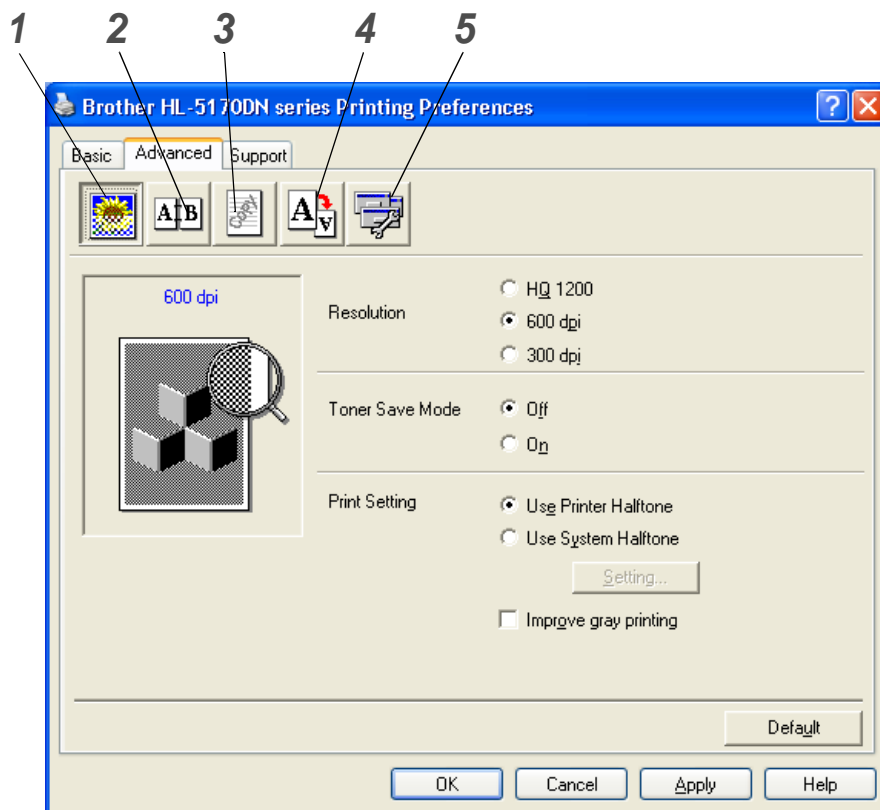 1 2 3 4 5
Brother HL-5170DN series Printing Preferences
Basic Advanced Support
A B Copy A A
600 dpi
Resolution
HQ 1200
600 dpi
300 dpi
Toner Save Mode
Off
On
Print Setting
Use Printer Halftone
Use System Halftone
Setting...
Improve gray printing
Default
OK Cancel Apply Help